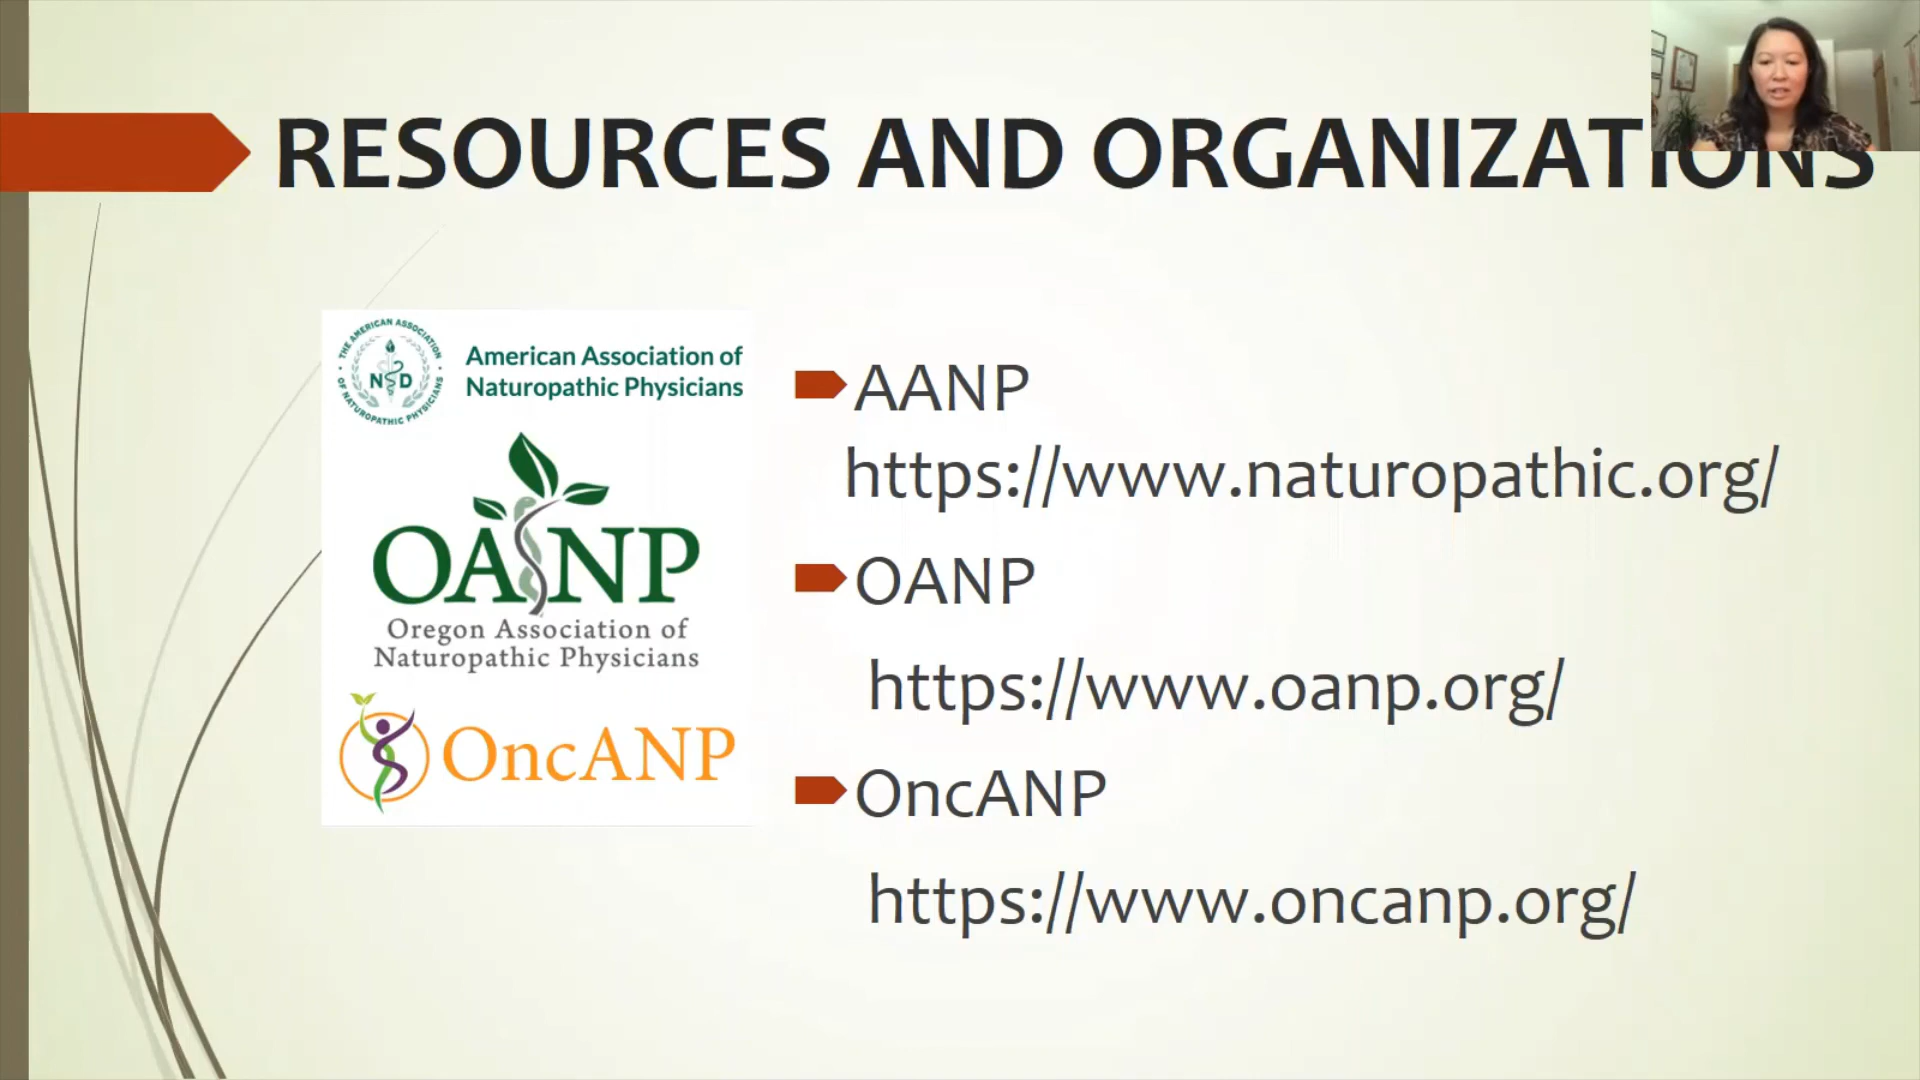 RESOURCES AND ORGANIZATIONS
THE AMERICAN ASSOCIATION
OF NATUROPATHIC PHYSICIANS
ND
American Association of
Naturopathic Physicians
OANP
Oregon Association of
Naturopathic Physicians
OncANP
AANP
https://www.naturopathic.org/
OANP
https://www.oanp.org/
OncANP
https://www.oncanp.org/